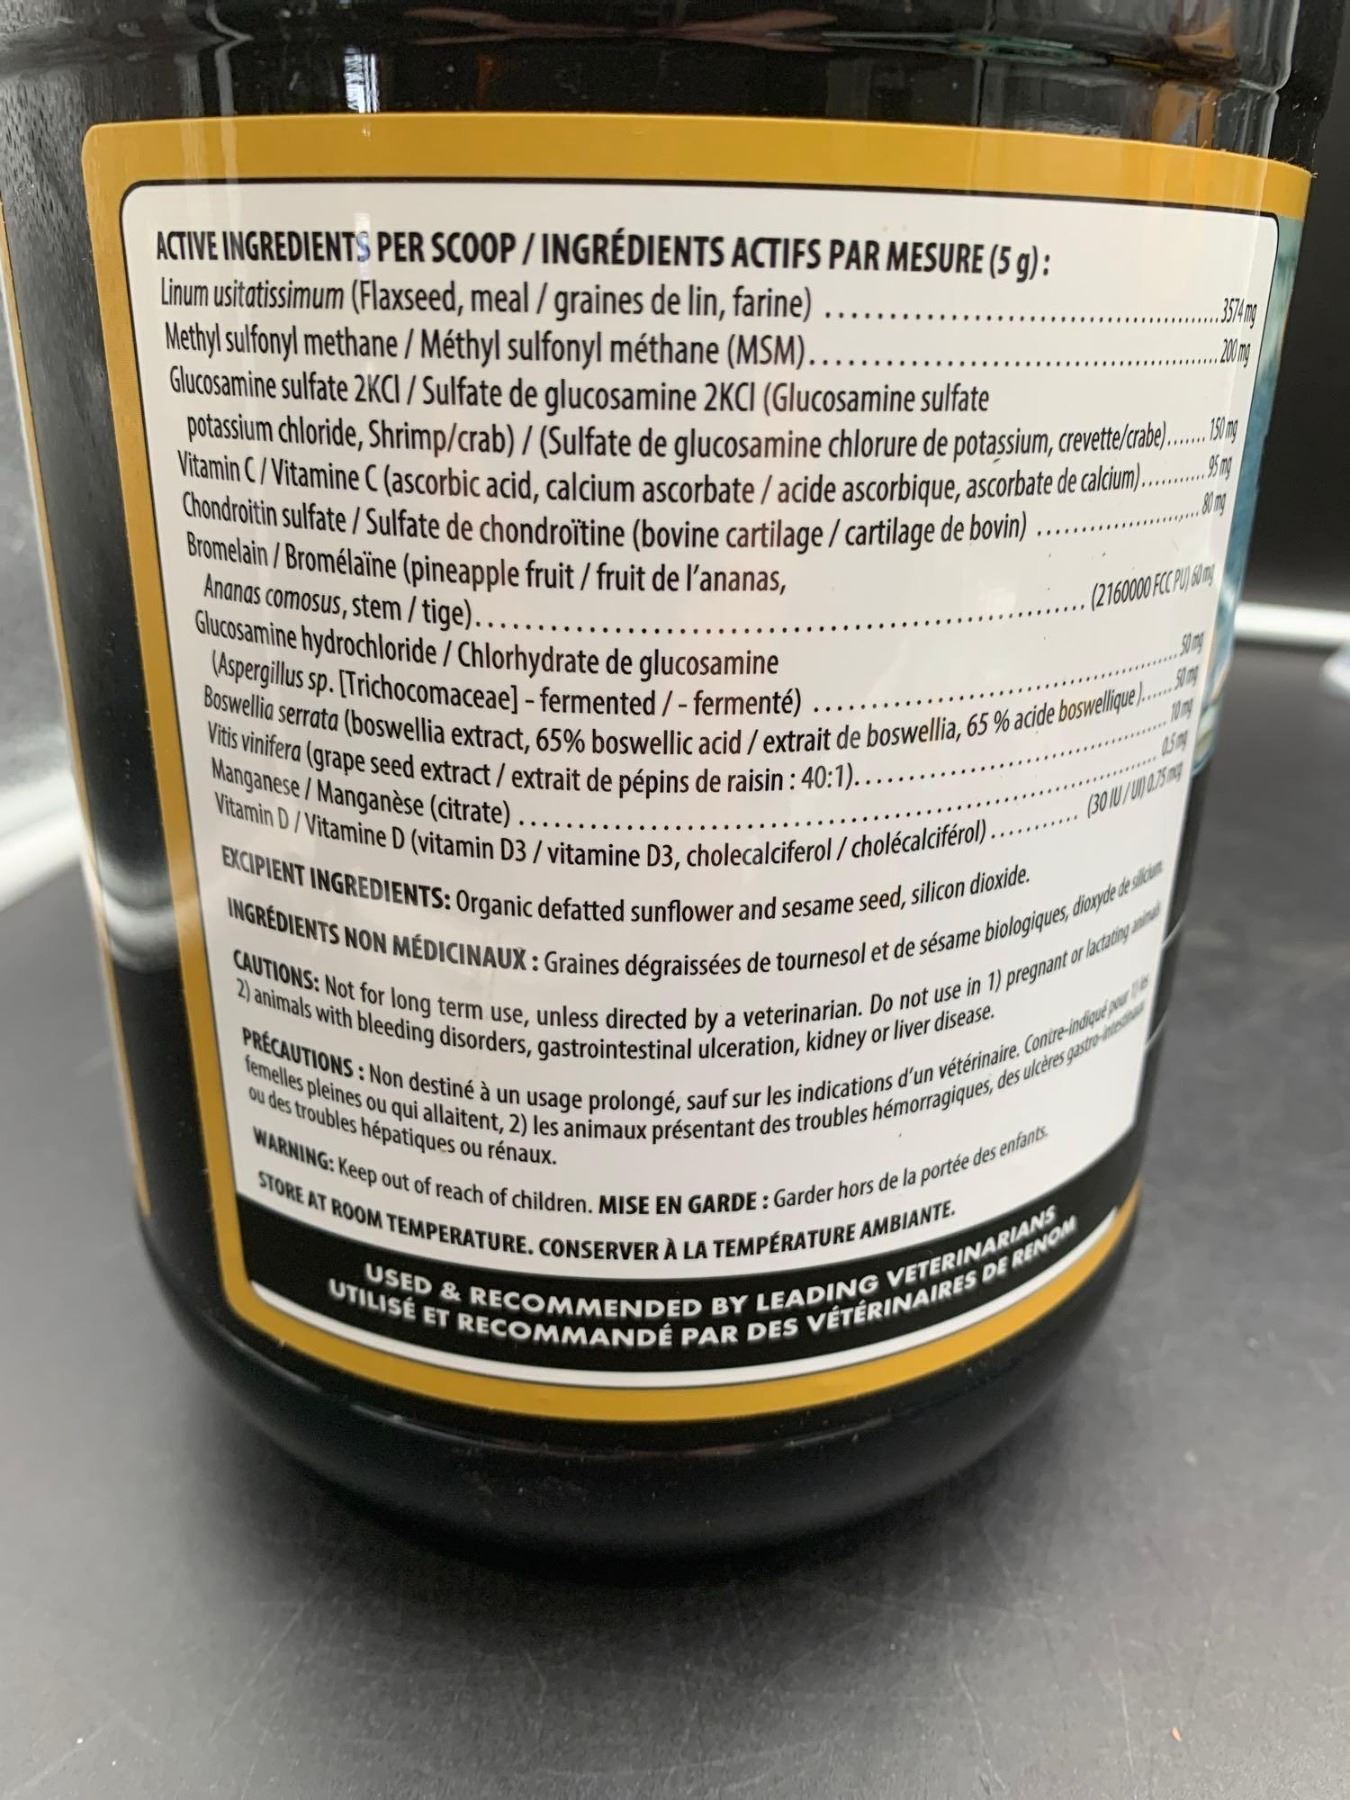 ACTIVE INGREDIENTS PER SCOOP / INGRÉDIENTS ACTIFS PAR MESURE (5 g) :
Linum usitatissimum (Flaxseed, meal / graines de lin, farine) ........ 3574 mg
Methyl sulfonyl methane / Méthyl sulfonyl méthane (MSM)........ 200 mg
Glucosamine sulfate 2KCl / Sulfate de glucosamine 2KCl (Glucosamine sulfate
potassium chloride, Shrimp/crab) / (Sulfate de glucosamine chlorure de potassium, crevette/crabe)....... 150 mg
Vitamin C / Vitamine C (ascorbic acid, calcium ascorbate / acide ascorbique, ascorbate de calcium).......... 95 mg
Chondroitin sulfate / Sulfate de chondroïtine (bovine cartilage / cartilage de bovin) ........ 80 mg
Bromelain / Bromélaïne (pineapple fruit / fruit de l'ananas,
Ananas comosus, stem / tige)........ (2160000 FCC PU) 60 mg
Glucosamine hydrochloride / Chlorhydrate de glucosamine
(Aspergillus sp. [Trichocomaceae] - fermented / - fermenté) ........ 50 mg
Boswellia serrata (boswellia extract, 65% boswellic acid / extrait de boswellia, 65 % acide boswellique )...... 50 mg
Vitis vinifera (grape seed extract / extrait de pépins de raisin : 40:1)........ 10 mg
Manganese / Manganèse (citrate) ........ 0.5 mg
Vitamin D / Vitamine D (vitamin D3 / vitamine D3, cholecalciferol / cholécalciférol) ........... (30 IU / UI) 0.75 mcg
EXCIPIENT INGREDIENTS: Organic defatted sunflower and sesame seed, silicon dioxide.
INGRÉDIENTS NON MÉDICINAUX : Graines dégraissées de tournesol et de sésame biologiques, dioxyde de silicium.
CAUTIONS: Not for long term use, unless directed by a veterinarian. Do not use in 1) pregnant or lactating animals
2) animals with bleeding disorders, gastrointestinal ulceration, kidney or liver disease.
PRÉCAUTIONS : Non destiné à un usage prolongé, sauf sur les indications d'un vétérinaire. Contre-indiqué pour 1) les
femelles pleines ou qui allaitent, 2) les animaux présentant des troubles hémorragiques, des ulcères gastro-intestinaux
ou des troubles hépatiques ou rénaux.
WARNING: Keep out of reach of children. MISE EN GARDE : Garder hors de la portée des enfants.
STORE AT ROOM TEMPERATURE. CONSERVER À LA TEMPÉRATURE AMBIANTE.
USED & RECOMMENDED BY LEADING VETERINARIANS
UTILISÉ ET RECOMMANDÉ PAR DES VÉTÉRINAIRES DE RENOM